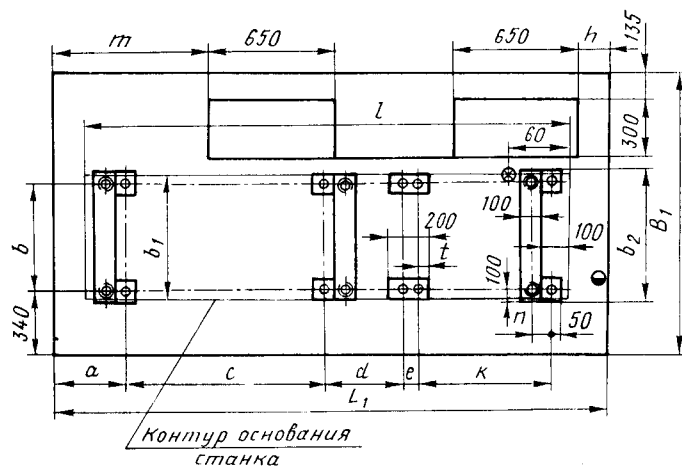 m 650 650 h 135
l
60
300
b b₁ 200 t 100 100 b₂ B₁
340 100 n 50
a c d e к
L₁
Контур основания
станка